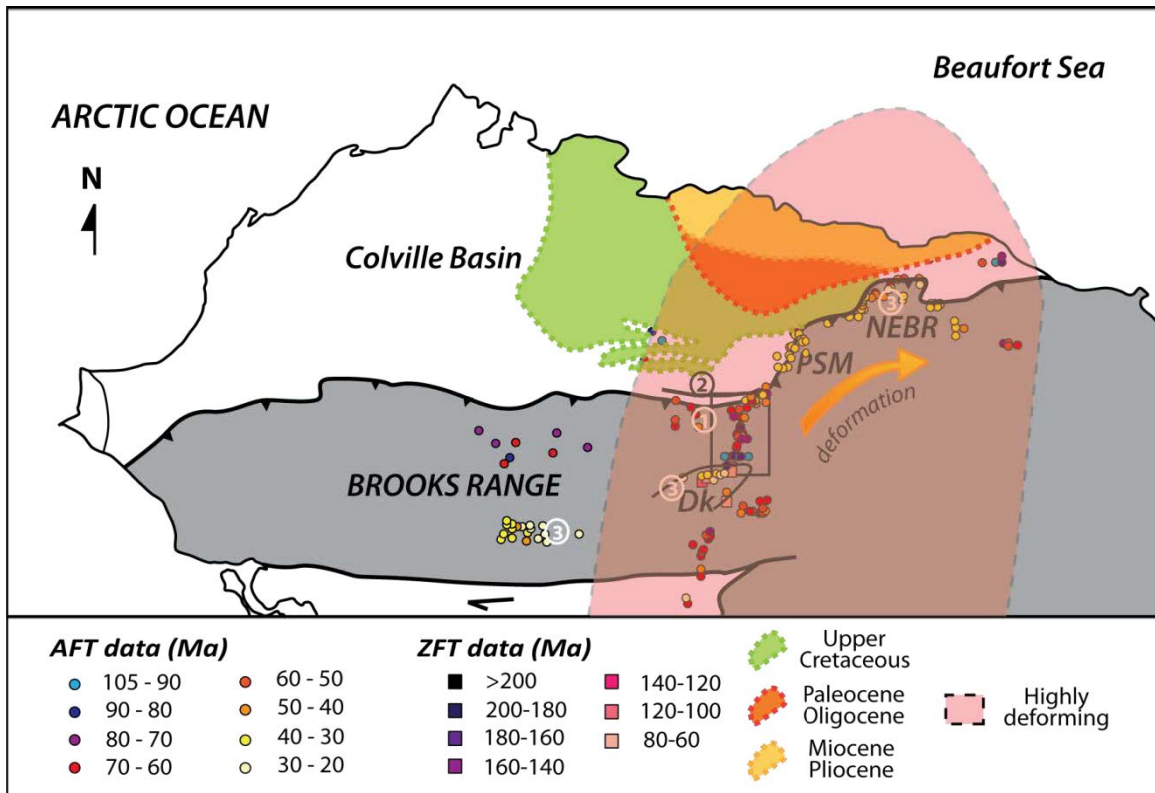 Beaufort Sea
ARCTIC OCEAN
N
Colville Basin
3
NEBR
PSM
2
deformation
1
BROOKS RANGE
3
Dk
3
AFT data (Ma)
105 - 90
90 - 80
80 - 70
70 - 60
60 - 50
50 - 40
40 - 30
30 - 20
ZFT data (Ma)
>200
200-180
180-160
160-140
140-120
120-100
80-60
Upper
Cretaceous
Paleocene
Oligocene
Miocene
Pliocene
Highly
deforming